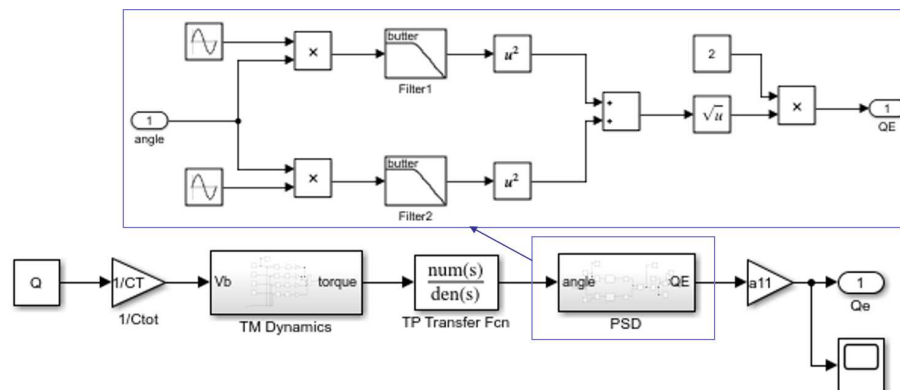 butter
u²
×
Filter1
2
+
+
√u
×
1
QE
1
angle
butter
u²
×
Filter2
Q
1/CT
1/Ctot
Vb
torque
TM Dynamics
num(s)
den(s)
TP Transfer Fcn
angle
QE
PSD
a11
1
Qe